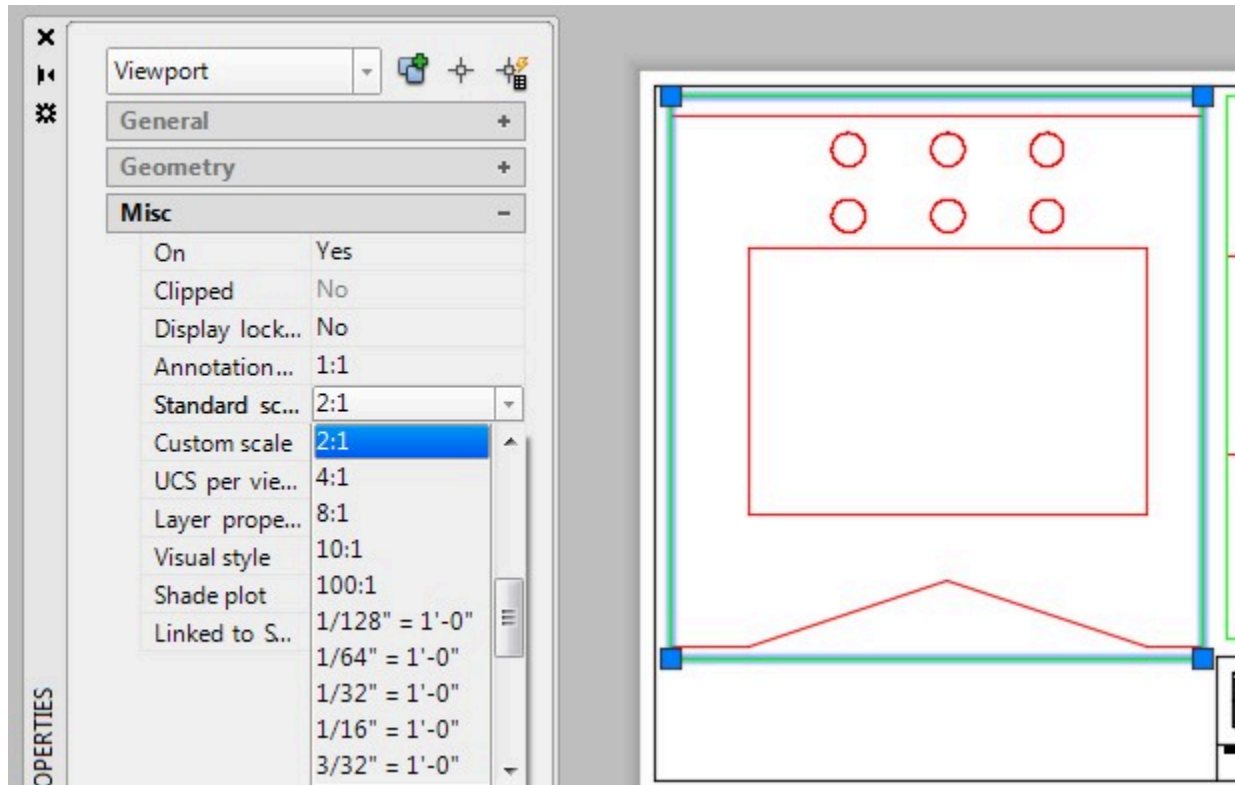 Viewport
General
Geometry
Misc
On Yes
Clipped No
Display lock... No
Annotation... 1:1
Standard sc... 2:1
Custom scale 2:1
UCS per vie... 4:1
Layer prope... 8:1
Visual style 10:1
Shade plot 100:1
Linked to S... 1/128" = 1'-0"
1/64" = 1'-0"
1/32" = 1'-0"
1/16" = 1'-0"
3/32" = 1'-0"
OPERTIES